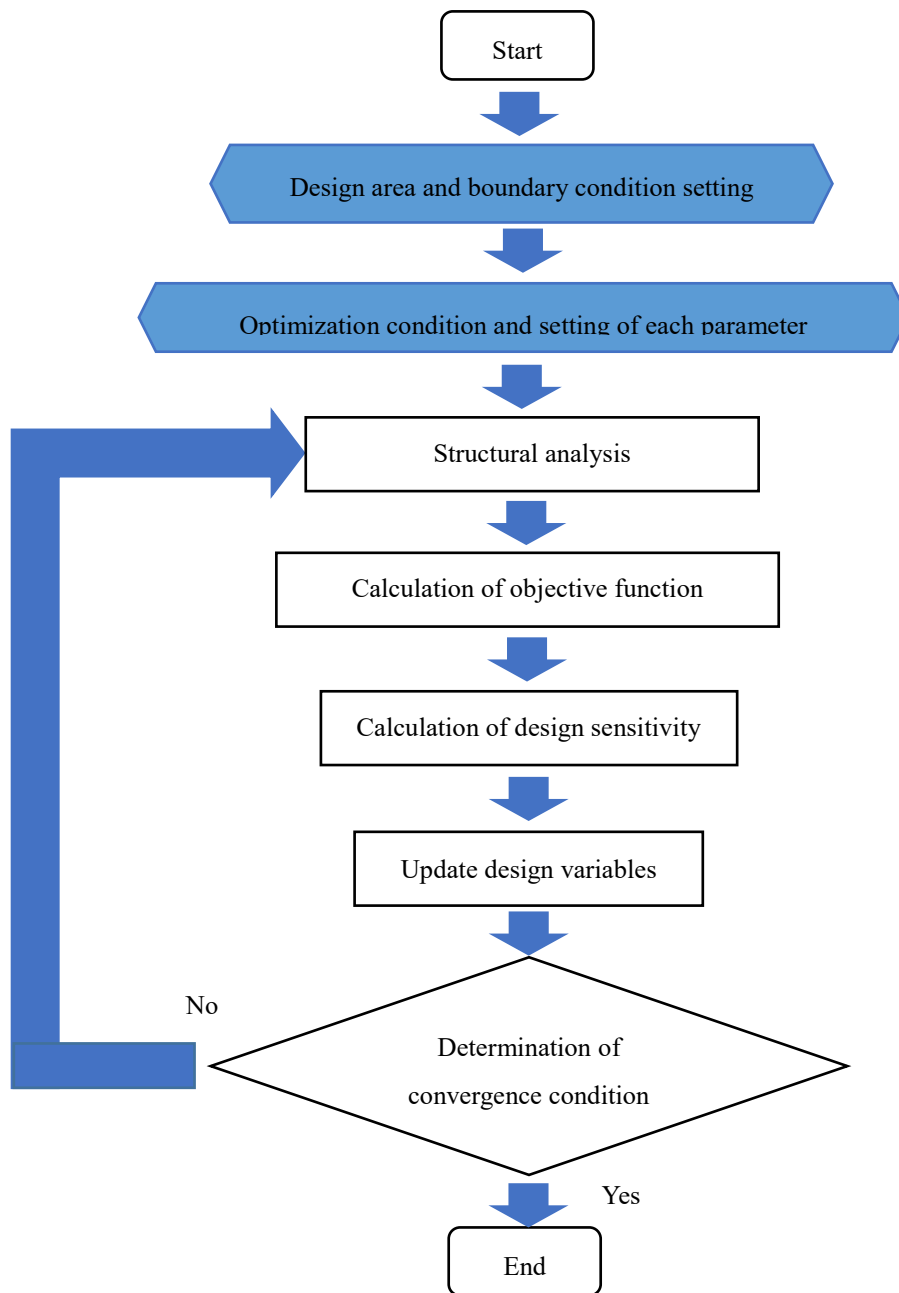 Start
Design area and boundary condition setting
Optimization condition and setting of each parameter
Structural analysis
Calculation of objective function
Calculation of design sensitivity
Update design variables
No
Determination of
convergence condition
Yes
End